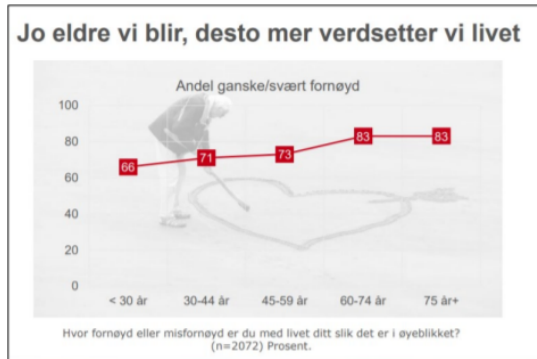 Jo eldre vi blir, desto mer verdsetter vi livet
Andel ganske/svært fornøyd
100
80
60
40
20
0
66
71
73
83
83
< 30 år
30-44 år
45-59 år
60-74 år
75 år+
Hvor fornøyd eller misfornøyd er du med livet ditt slik det er i øyeblikket?
(n=2072) Prosent.